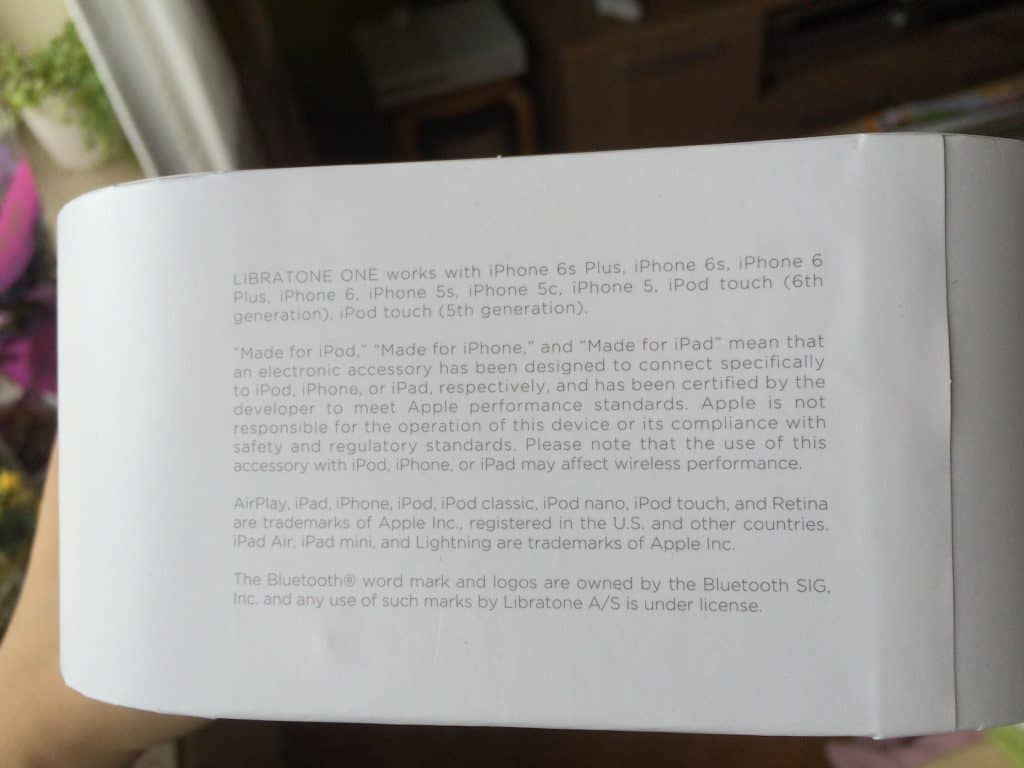 LIBRATONE ONE works with iPhone 6s Plus, iPhone 6s, iPhone 6
Plus, iPhone 6, iPhone 5s, iPhone 5c, iPhone 5, iPod touch (6th
generation), iPod touch (5th generation).
"Made for iPod," "Made for iPhone," and "Made for iPad" mean that
an electronic accessory has been designed to connect specifically
to iPod, iPhone, or iPad, respectively, and has been certified by the
developer to meet Apple performance standards. Apple is not
responsible for the operation of this device or its compliance with
safety and regulatory standards. Please note that the use of this
accessory with iPod, iPhone, or iPad may affect wireless performance.
AirPlay, iPad, iPhone, iPod, iPod classic, iPod nano, iPod touch, and Retina
are trademarks of Apple Inc., registered in the U.S. and other countries.
iPad Air, iPad mini, and Lightning are trademarks of Apple Inc.
The Bluetooth® word mark and logos are owned by the Bluetooth SIG,
Inc. and any use of such marks by Libratone A/S is under license.